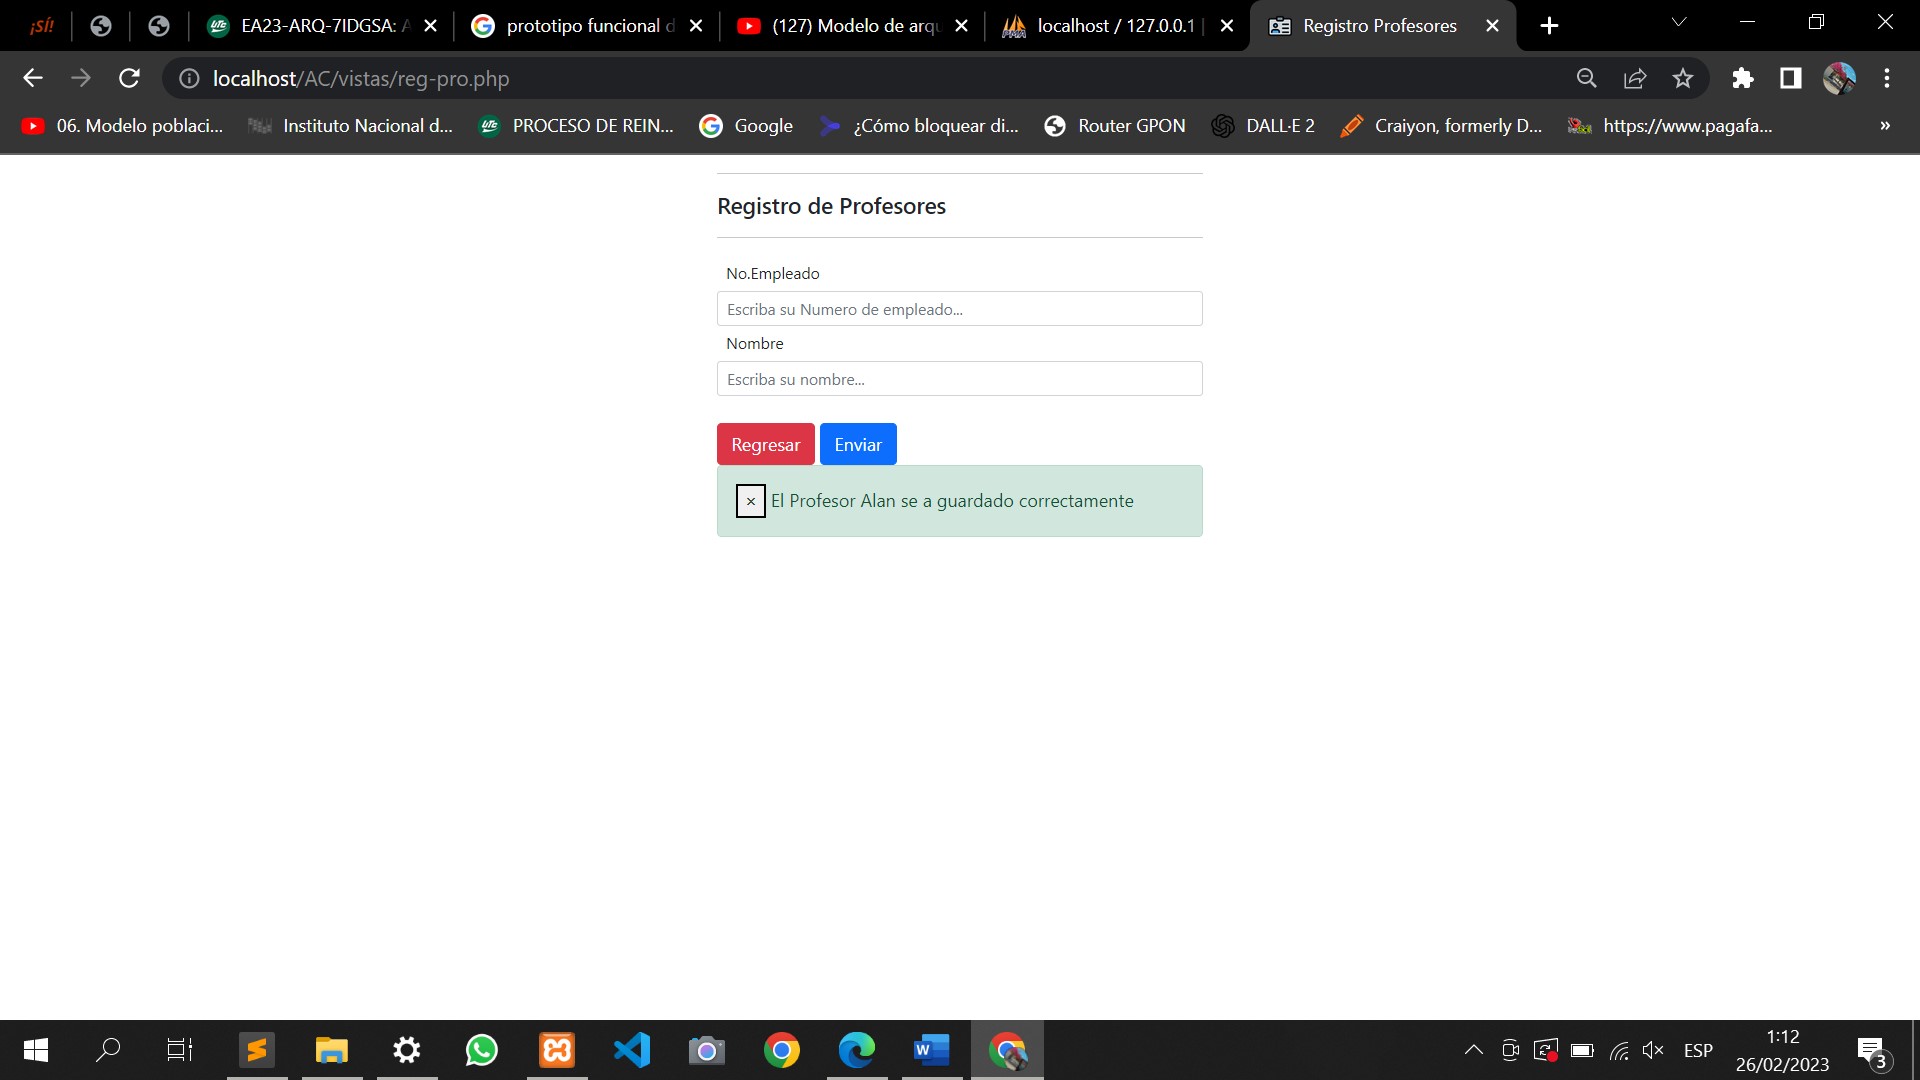 ¡SÍ!
EA23-ARQ-7IDGSA: A
prototipo funcional d
(127) Modelo de arqu
localhost / 127.0.0.1 |
Registro Profesores
localhost/AC/vistas/reg-pro.php
06. Modelo poblaci...
Instituto Nacional d...
PROCESO DE REIN...
Google
¿Cómo bloquear di...
Router GPON
DALL·E 2
Craiyon, formerly D...
https://www.pagafa...
»
Registro de Profesores
No.Empleado
Escriba su Numero de empleado...
Nombre
Escriba su nombre...
Regresar
Enviar
× El Profesor Alan se a guardado correctamente
ESP
1:12
26/02/2023
3